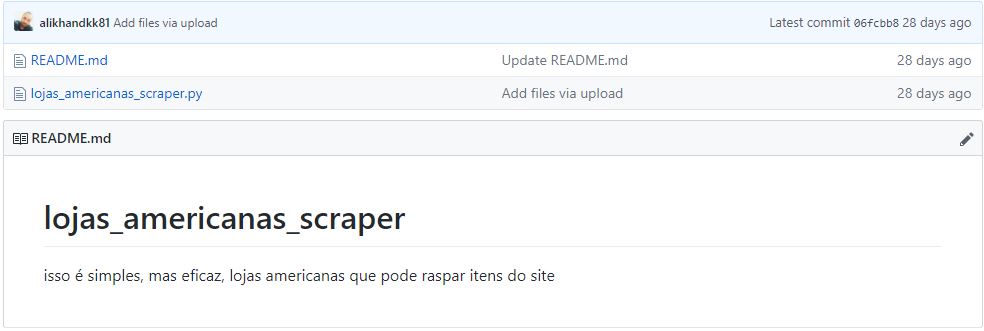 alikhandkk81 Add files via upload Latest commit 06fcbb8 28 days ago
README.md Update README.md 28 days ago
lojas_americanas_scraper.py Add files via upload 28 days ago
README.md
lojas_americanas_scraper
isso é simples, mas eficaz, lojas americanas que pode raspar itens do site